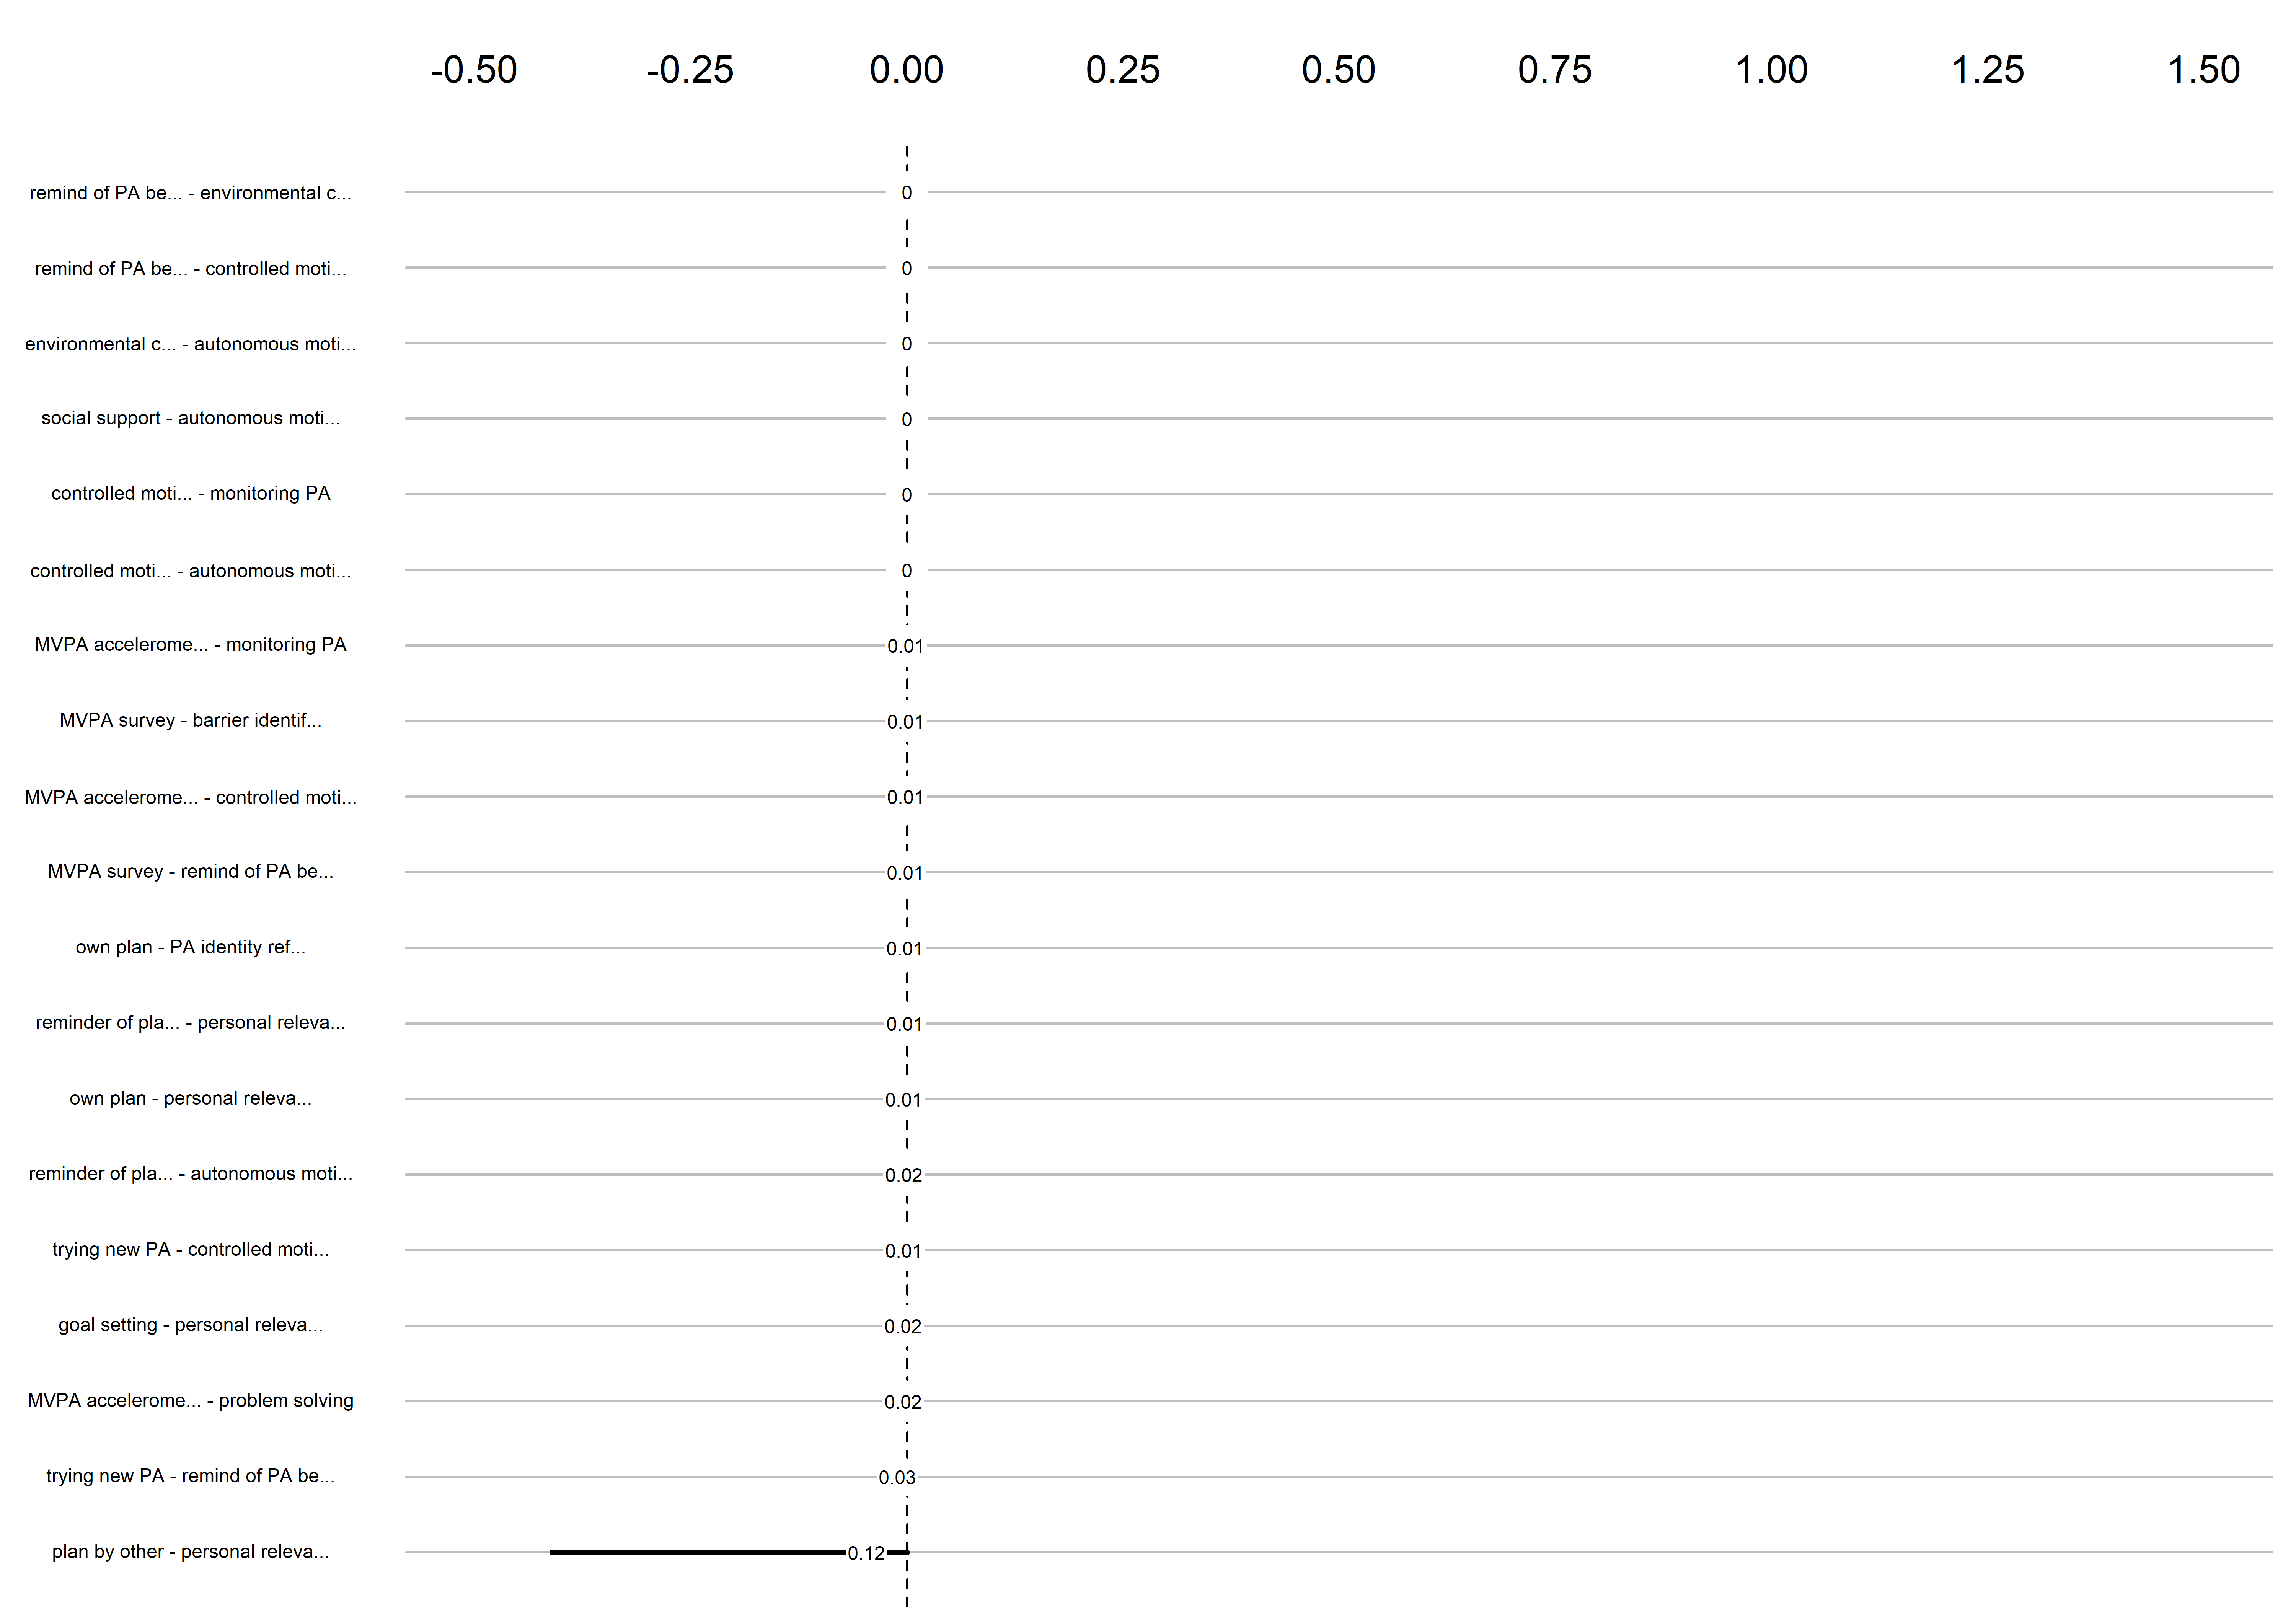 -0.50 -0.25 0.00 0.25 0.50 0.75 1.00 1.25 1.50
remind of PA be... - environmental c... 0
remind of PA be... - controlled moti... 0
environmental c... - autonomous moti... 0
social support - autonomous moti... 0
controlled moti... - monitoring PA 0
controlled moti... - autonomous moti... 0
MVPA accelerome... - monitoring PA 0.01
MVPA survey - barrier identif... 0.01
MVPA accelerome... - controlled moti... 0.01
MVPA survey - remind of PA be... 0.01
own plan - PA identity ref... 0.01
reminder of pla... - personal releva... 0.01
own plan - personal releva... 0.01
reminder of pla... - autonomous moti... 0.02
trying new PA - controlled moti... 0.01
goal setting - personal releva... 0.02
MVPA accelerome... - problem solving 0.02
trying new PA - remind of PA be... 0.03
plan by other - personal releva... 0.12